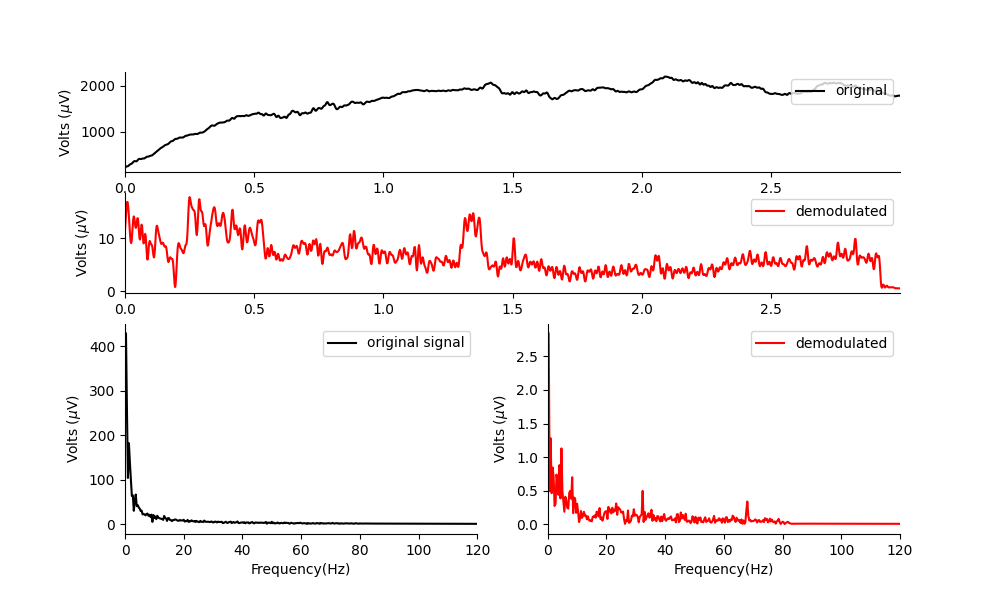 2000
1000
Volts (μV)
original
0.0 0.5 1.0 1.5 2.0 2.5
10
0
Volts (μV)
demodulated
0.0 0.5 1.0 1.5 2.0 2.5
400
300
200
100
0
Volts (μV)
original signal
0 20 40 60 80 100 120
Frequency(Hz)
2.5
2.0
1.5
1.0
0.5
0.0
Volts (μV)
demodulated
0 20 40 60 80 100 120
Frequency(Hz)